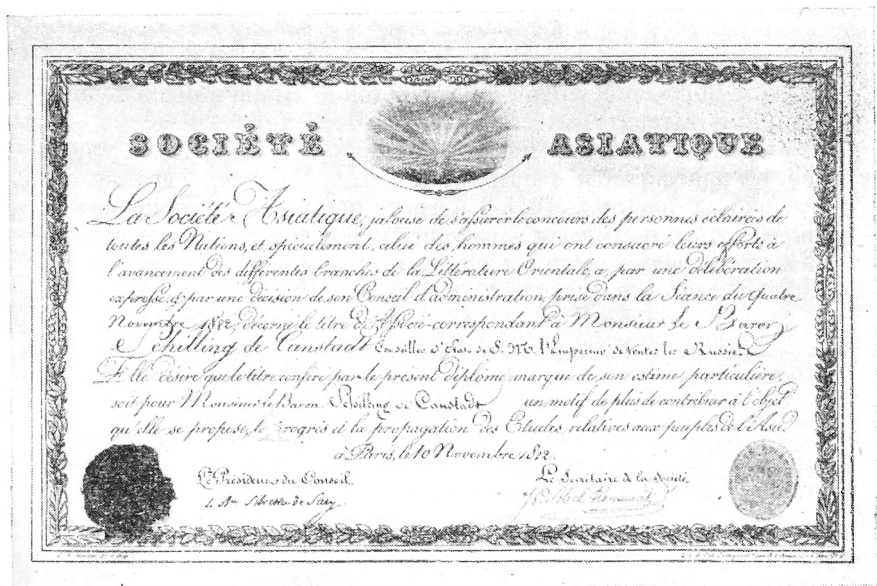 SOCIÉTÉ ASIATIQUE
La Société Asiatique, jalouse de s'assurer le concours des personnes éclairées de
toutes les Nations, et spécialement, celui des hommes qui ont consacré leurs efforts à
l'avancement des différentes branches de la Littérature Orientale, a, par une délibération
expresse, & par une décision de son Conseil d'administration, prise dans la Séance du quatre
Novembre 1822, décerné le titre d'Associé-correspondant à Monsieur Le Baron
Schilling de Canstadt Conseiller d'état de S. M. l'Empereur de toutes les Russies
Elle désire que le titre conféré par le présent diplôme, marque de son estime particulière,
soit pour Monsieur le Baron Schilling de Canstadt un motif de plus de contribuer à l'objet
qu'elle se propose, le progrès et la propagation des Etudes relatives aux peuples de l'Asie
à Paris, le 10 Novembre 1822.
Le Président du Conseil.
Le Secrétaire de la Société.
Silvestre de Sacy